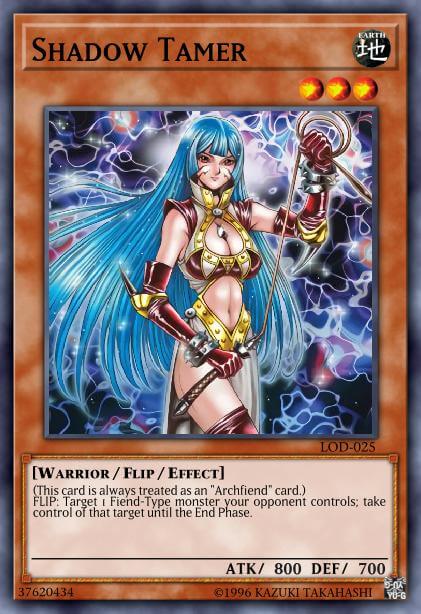 Shadow Tamer
EARTH
地
LOD-025
[Warrior / Flip / Effect]
(This card is always treated as an "Archfiend" card.)
FLIP: Target 1 Fiend-Type monster your opponent controls; take
control of that target until the End Phase.
ATK/ 800 DEF/ 700
37620434
©1996 KAZUKI TAKAHASHI